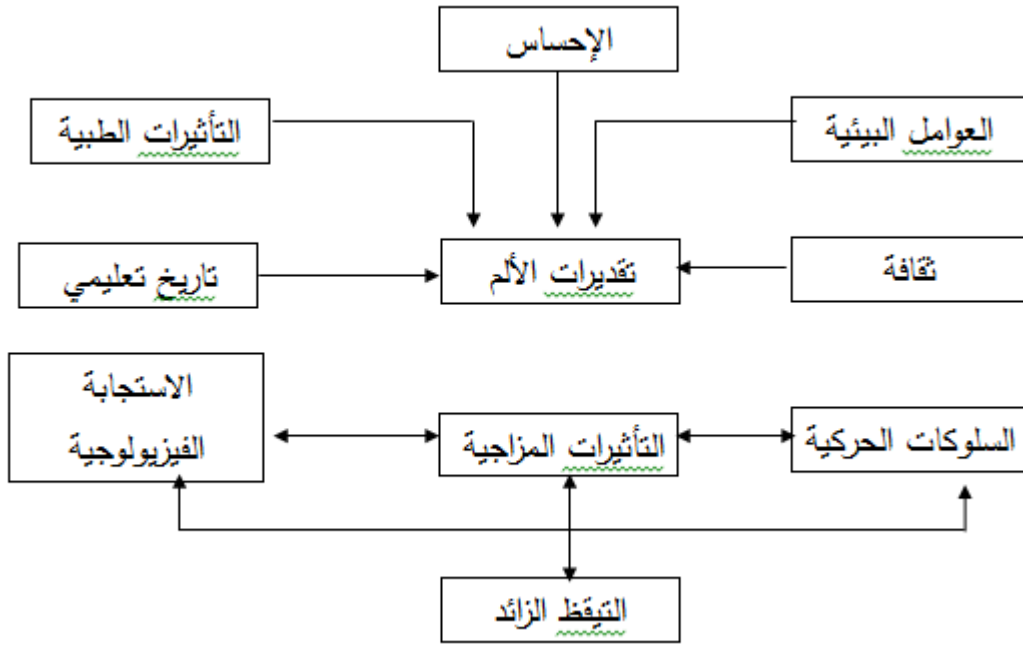 الإحساس
العوامل البيئية
التأثيرات الطبية
ثقافة
تقديرات الألم
تاريخ تعليمي
السلوكات الحركية
التأثيرات المزاجية
الاستجابة
الفيزيولوجية
التيقظ الزائد